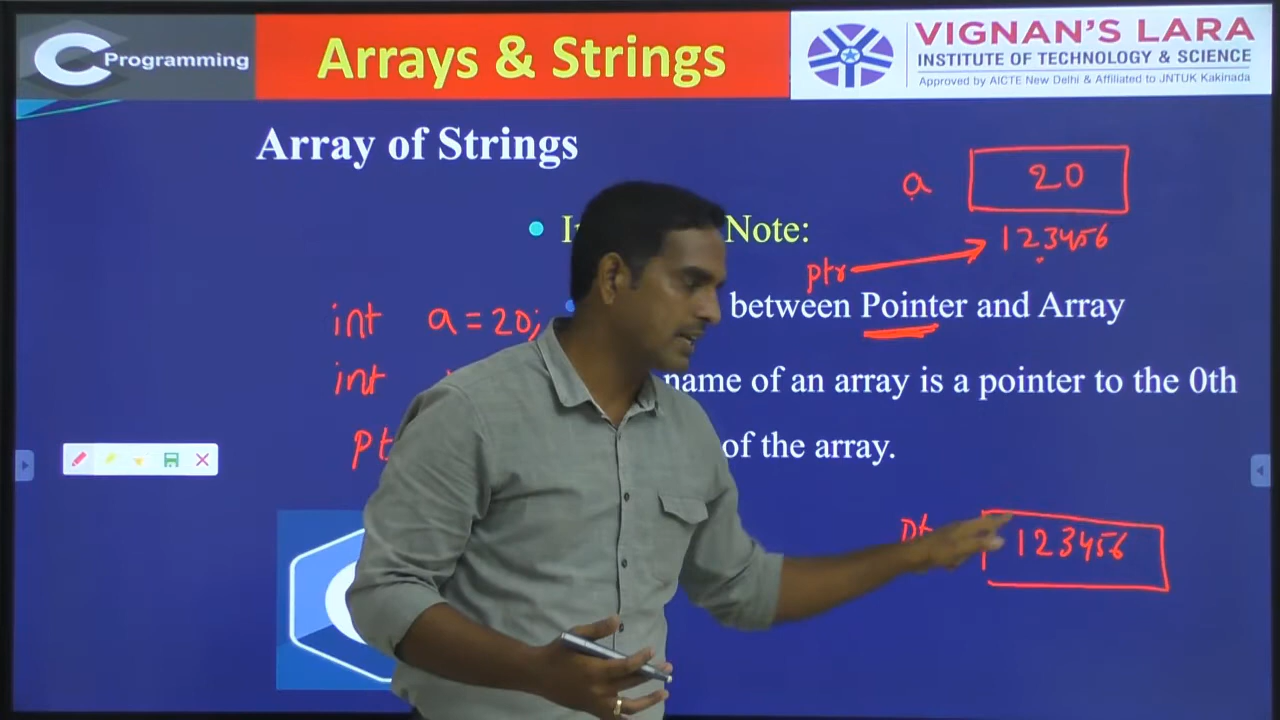 C Programming
Arrays & Strings
VIGNAN'S LARA
INSTITUTE OF TECHNOLOGY & SCIENCE
Approved by AICTE New Delhi & Affiliated to JNTUK Kakinada
Array of Strings
a 20
Note:
123456
ptr
int a = 20;
between Pointer and Array
int
name of an array is a pointer to the 0th
of the array.
123456